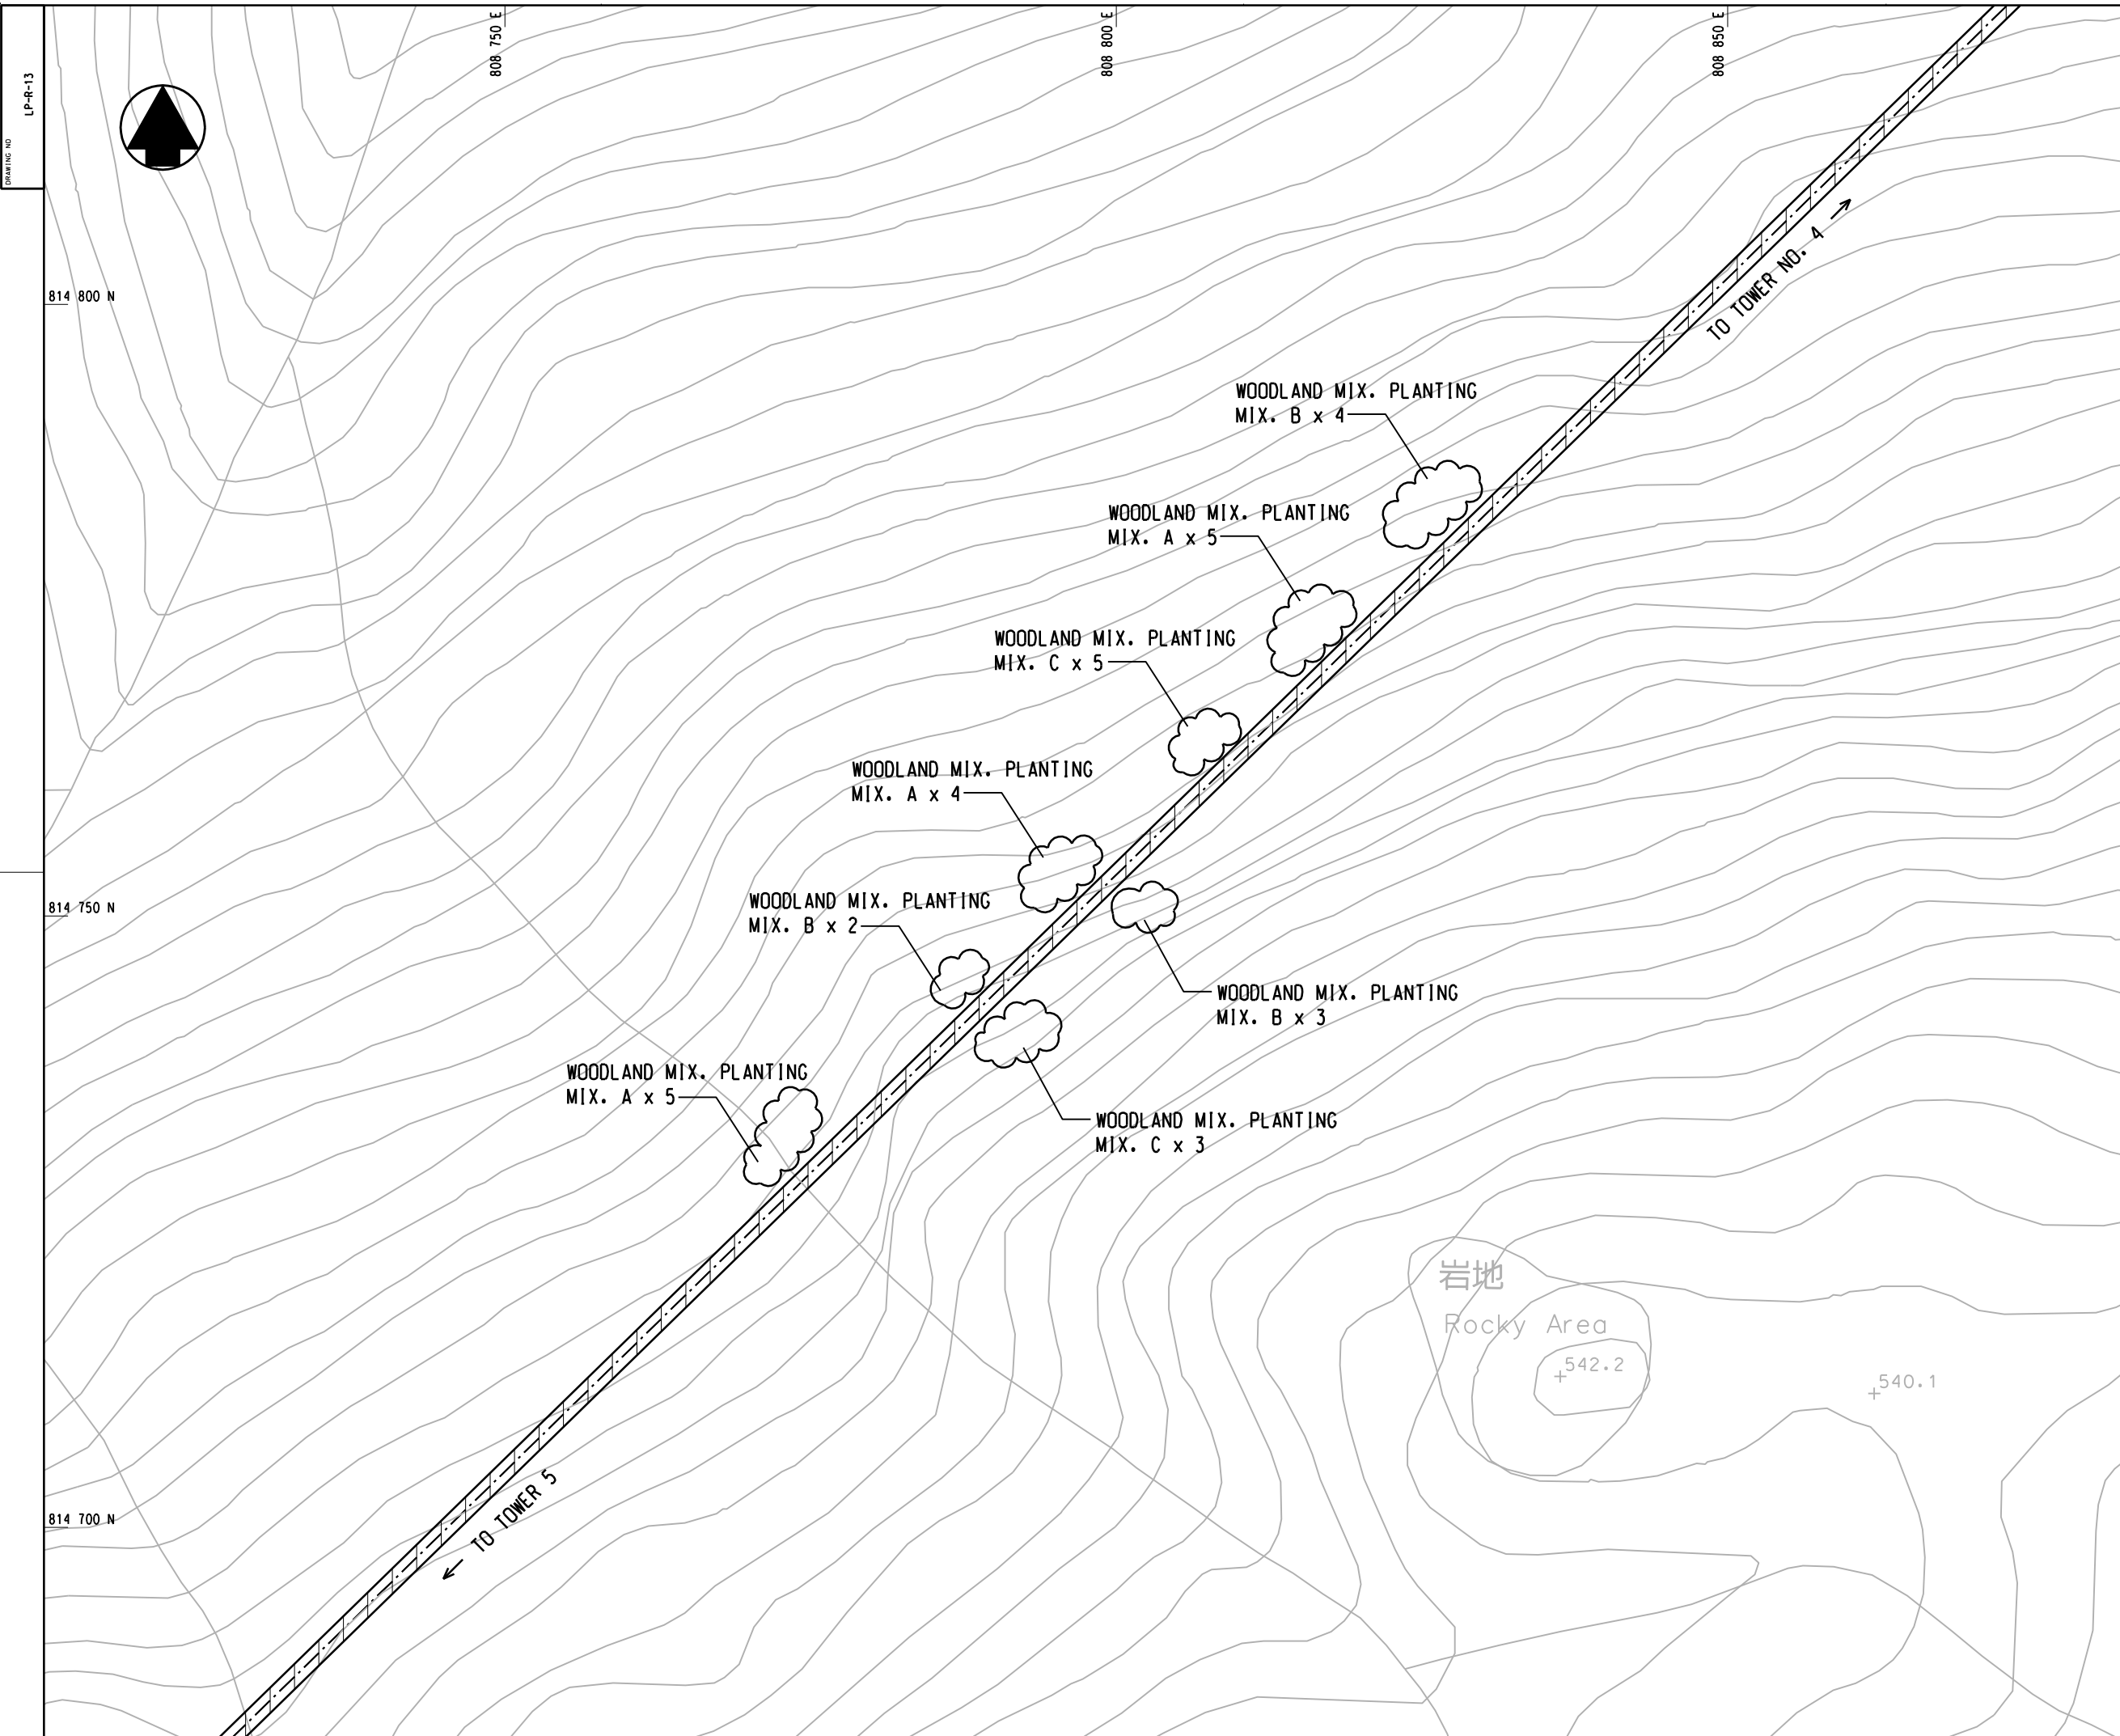 DRAWING NO
LP-R-13
808 750 E
808 800 E
808 850 E
814 800 N
814 750 N
814 700 N
TO TOWER NO. 4
WOODLAND MIX. PLANTING
MIX. B x 4
WOODLAND MIX. PLANTING
MIX. A x 5
WOODLAND MIX. PLANTING
MIX. C x 5
WOODLAND MIX. PLANTING
MIX. A x 4
WOODLAND MIX. PLANTING
MIX. B x 2
WOODLAND MIX. PLANTING
MIX. B x 3
WOODLAND MIX. PLANTING
MIX. A x 5
WOODLAND MIX. PLANTING
MIX. C x 3
岩地
Rocky Area
542.2
540.1
TO TOWER 5